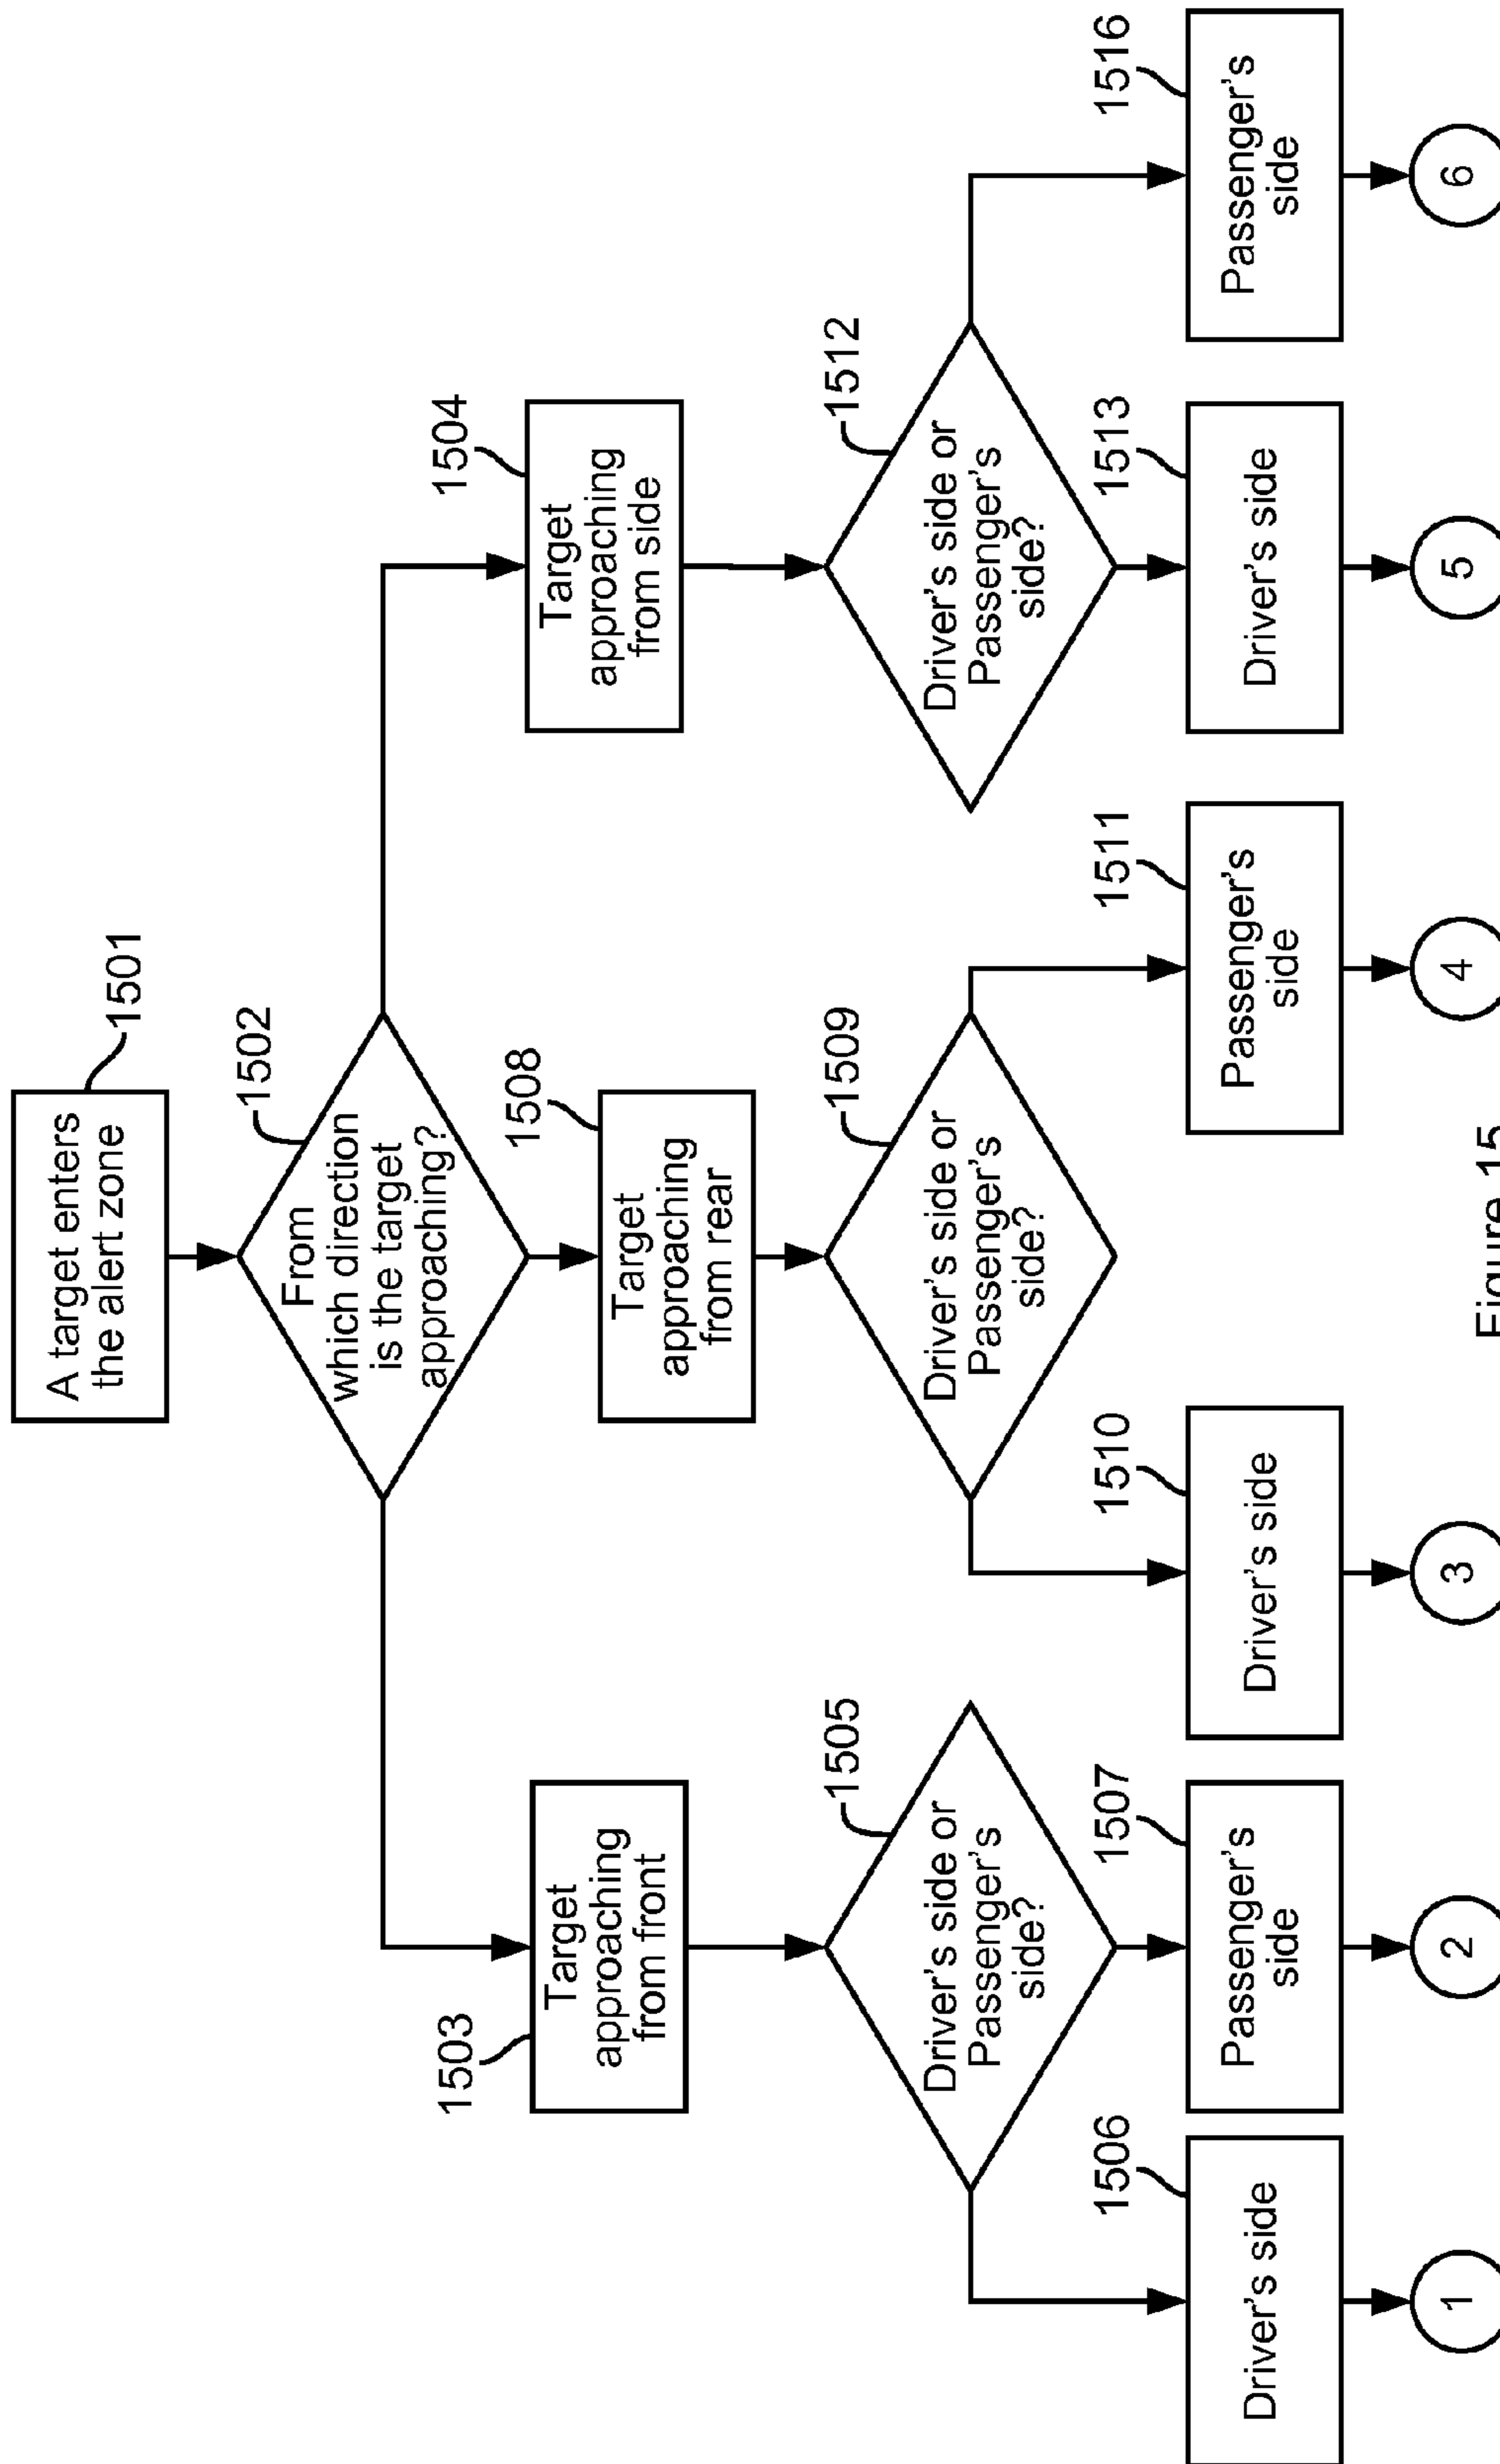 A target enters
the alert zone
1501
From
which direction
is the target
approaching?
1502
Target
approaching
from front
1503
Target
approaching
from rear
1508
Target
approaching
from side
1504
Driver's side or
Passenger's
side?
1505
Driver's side or
Passenger's
side?
1509
Driver's side or
Passenger's
side?
1512
Driver's side
1506
Passenger's
side
1507
Driver's side
1510
Passenger's
side
1511
Driver's side
1513
Passenger's
side
1516
1
2
3
4
5
6
Figure 15